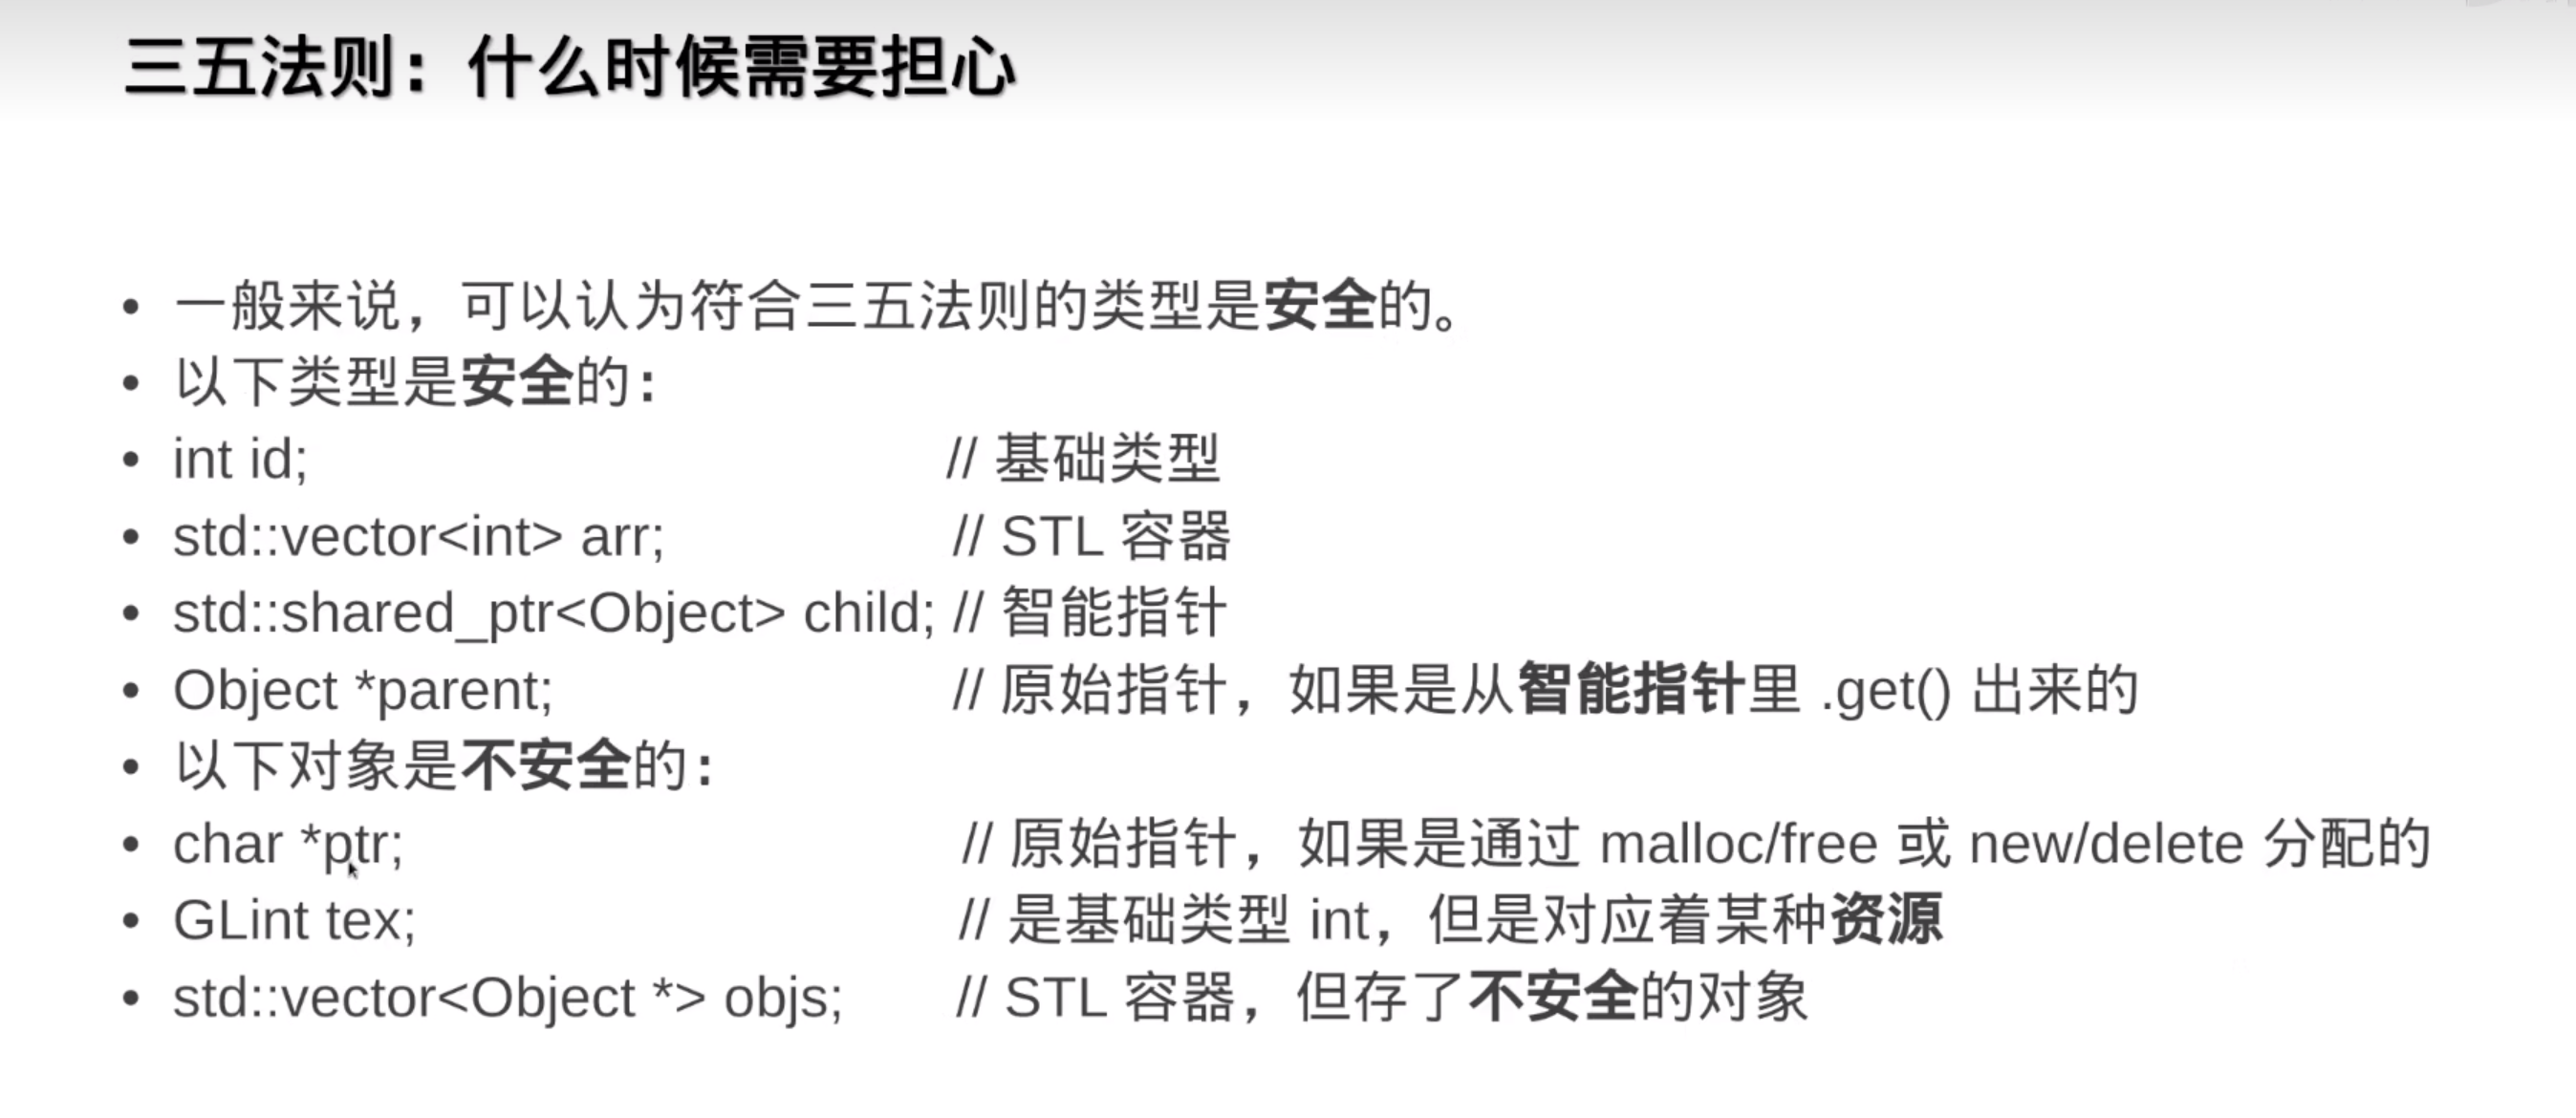 三五法则：什么时候需要担心
• 一般来说，可以认为符合三五法则的类型是安全的。
• 以下类型是安全的：
• int id; // 基础类型
• std::vector<int> arr; // STL 容器
• std::shared_ptr<Object> child; // 智能指针
• Object *parent; // 原始指针，如果是从智能指针里 .get() 出来的
• 以下对象是不安全的：
• char *ptr; // 原始指针，如果是通过 malloc/free 或 new/delete 分配的
• GLint tex; // 是基础类型 int，但是对应着某种资源
• std::vector<Object *> objs; // STL 容器，但存了不安全的对象